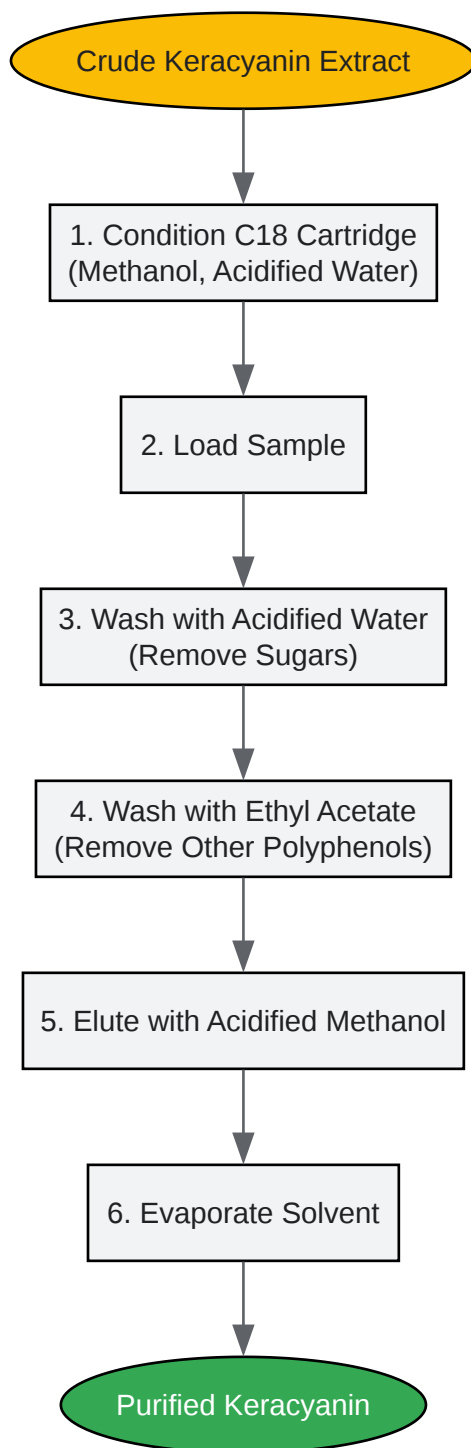 Crude Keracyanin Extract
1. Condition C18 Cartridge
(Methanol, Acidified Water)
2. Load Sample
3. Wash with Acidified Water
(Remove Sugars)
4. Wash with Ethyl Acetate
(Remove Other Polyphenols)
5. Elute with Acidified Methanol
6. Evaporate Solvent
Purified Keracyanin